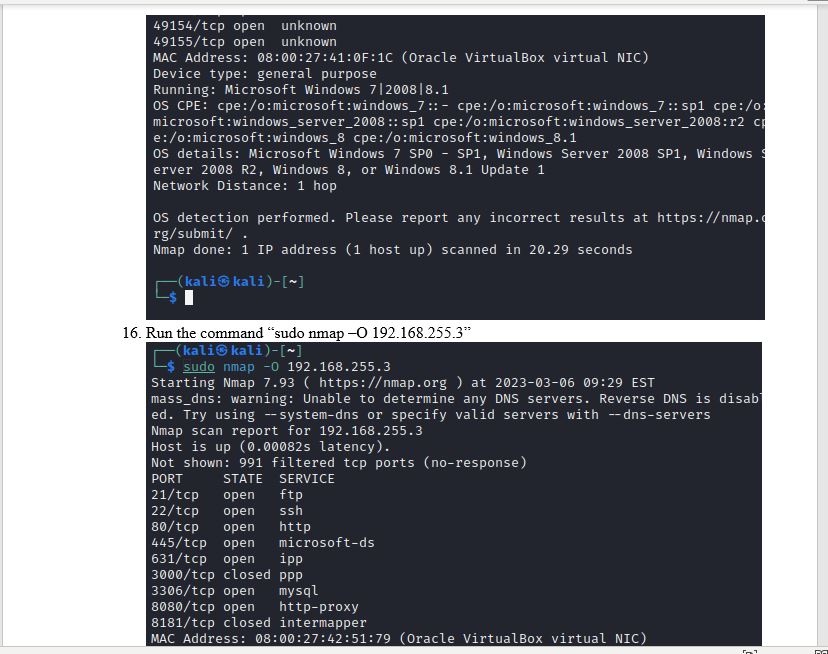 49154/tcp open  unknown
49155/tcp open  unknown
MAC Address: 08:00:27:41:0F:1C (Oracle VirtualBox virtual NIC)
Device type: general purpose
Running: Microsoft Windows 7|2008|8.1
OS CPE: cpe:/o:microsoft:windows_7::- cpe:/o:microsoft:windows_7::sp1 cpe:/o:
microsoft:windows_server_2008::sp1 cpe:/o:microsoft:windows_server_2008:r2 cp
e:/o:microsoft:windows_8 cpe:/o:microsoft:windows_8.1
OS details: Microsoft Windows 7 SP0 - SP1, Windows Server 2008 SP1, Windows S
erver 2008 R2, Windows 8, or Windows 8.1 Update 1
Network Distance: 1 hop
OS detection performed. Please report any incorrect results at https://nmap.o
rg/submit/ .
Nmap done: 1 IP address (1 host up) scanned in 20.29 seconds
┌──(kali㉿kali)-[~]
└─$
16. Run the command “sudo nmap –O 192.168.255.3”
┌──(kali㉿kali)-[~]
└─$ sudo nmap -O 192.168.255.3
Starting Nmap 7.93 ( https://nmap.org ) at 2023-03-06 09:29 EST
mass_dns: warning: Unable to determine any DNS servers. Reverse DNS is disabl
ed. Try using --system-dns or specify valid servers with --dns-servers
Nmap scan report for 192.168.255.3
Host is up (0.00082s latency).
Not shown: 991 filtered tcp ports (no-response)
PORT     STATE  SERVICE
21/tcp   open   ftp
22/tcp   open   ssh
80/tcp   open   http
445/tcp  open   microsoft-ds
631/tcp  open   ipp
3000/tcp closed ppp
3306/tcp open   mysql
8080/tcp open   http-proxy
8181/tcp closed intermapper
MAC Address: 08:00:27:42:51:79 (Oracle VirtualBox virtual NIC)